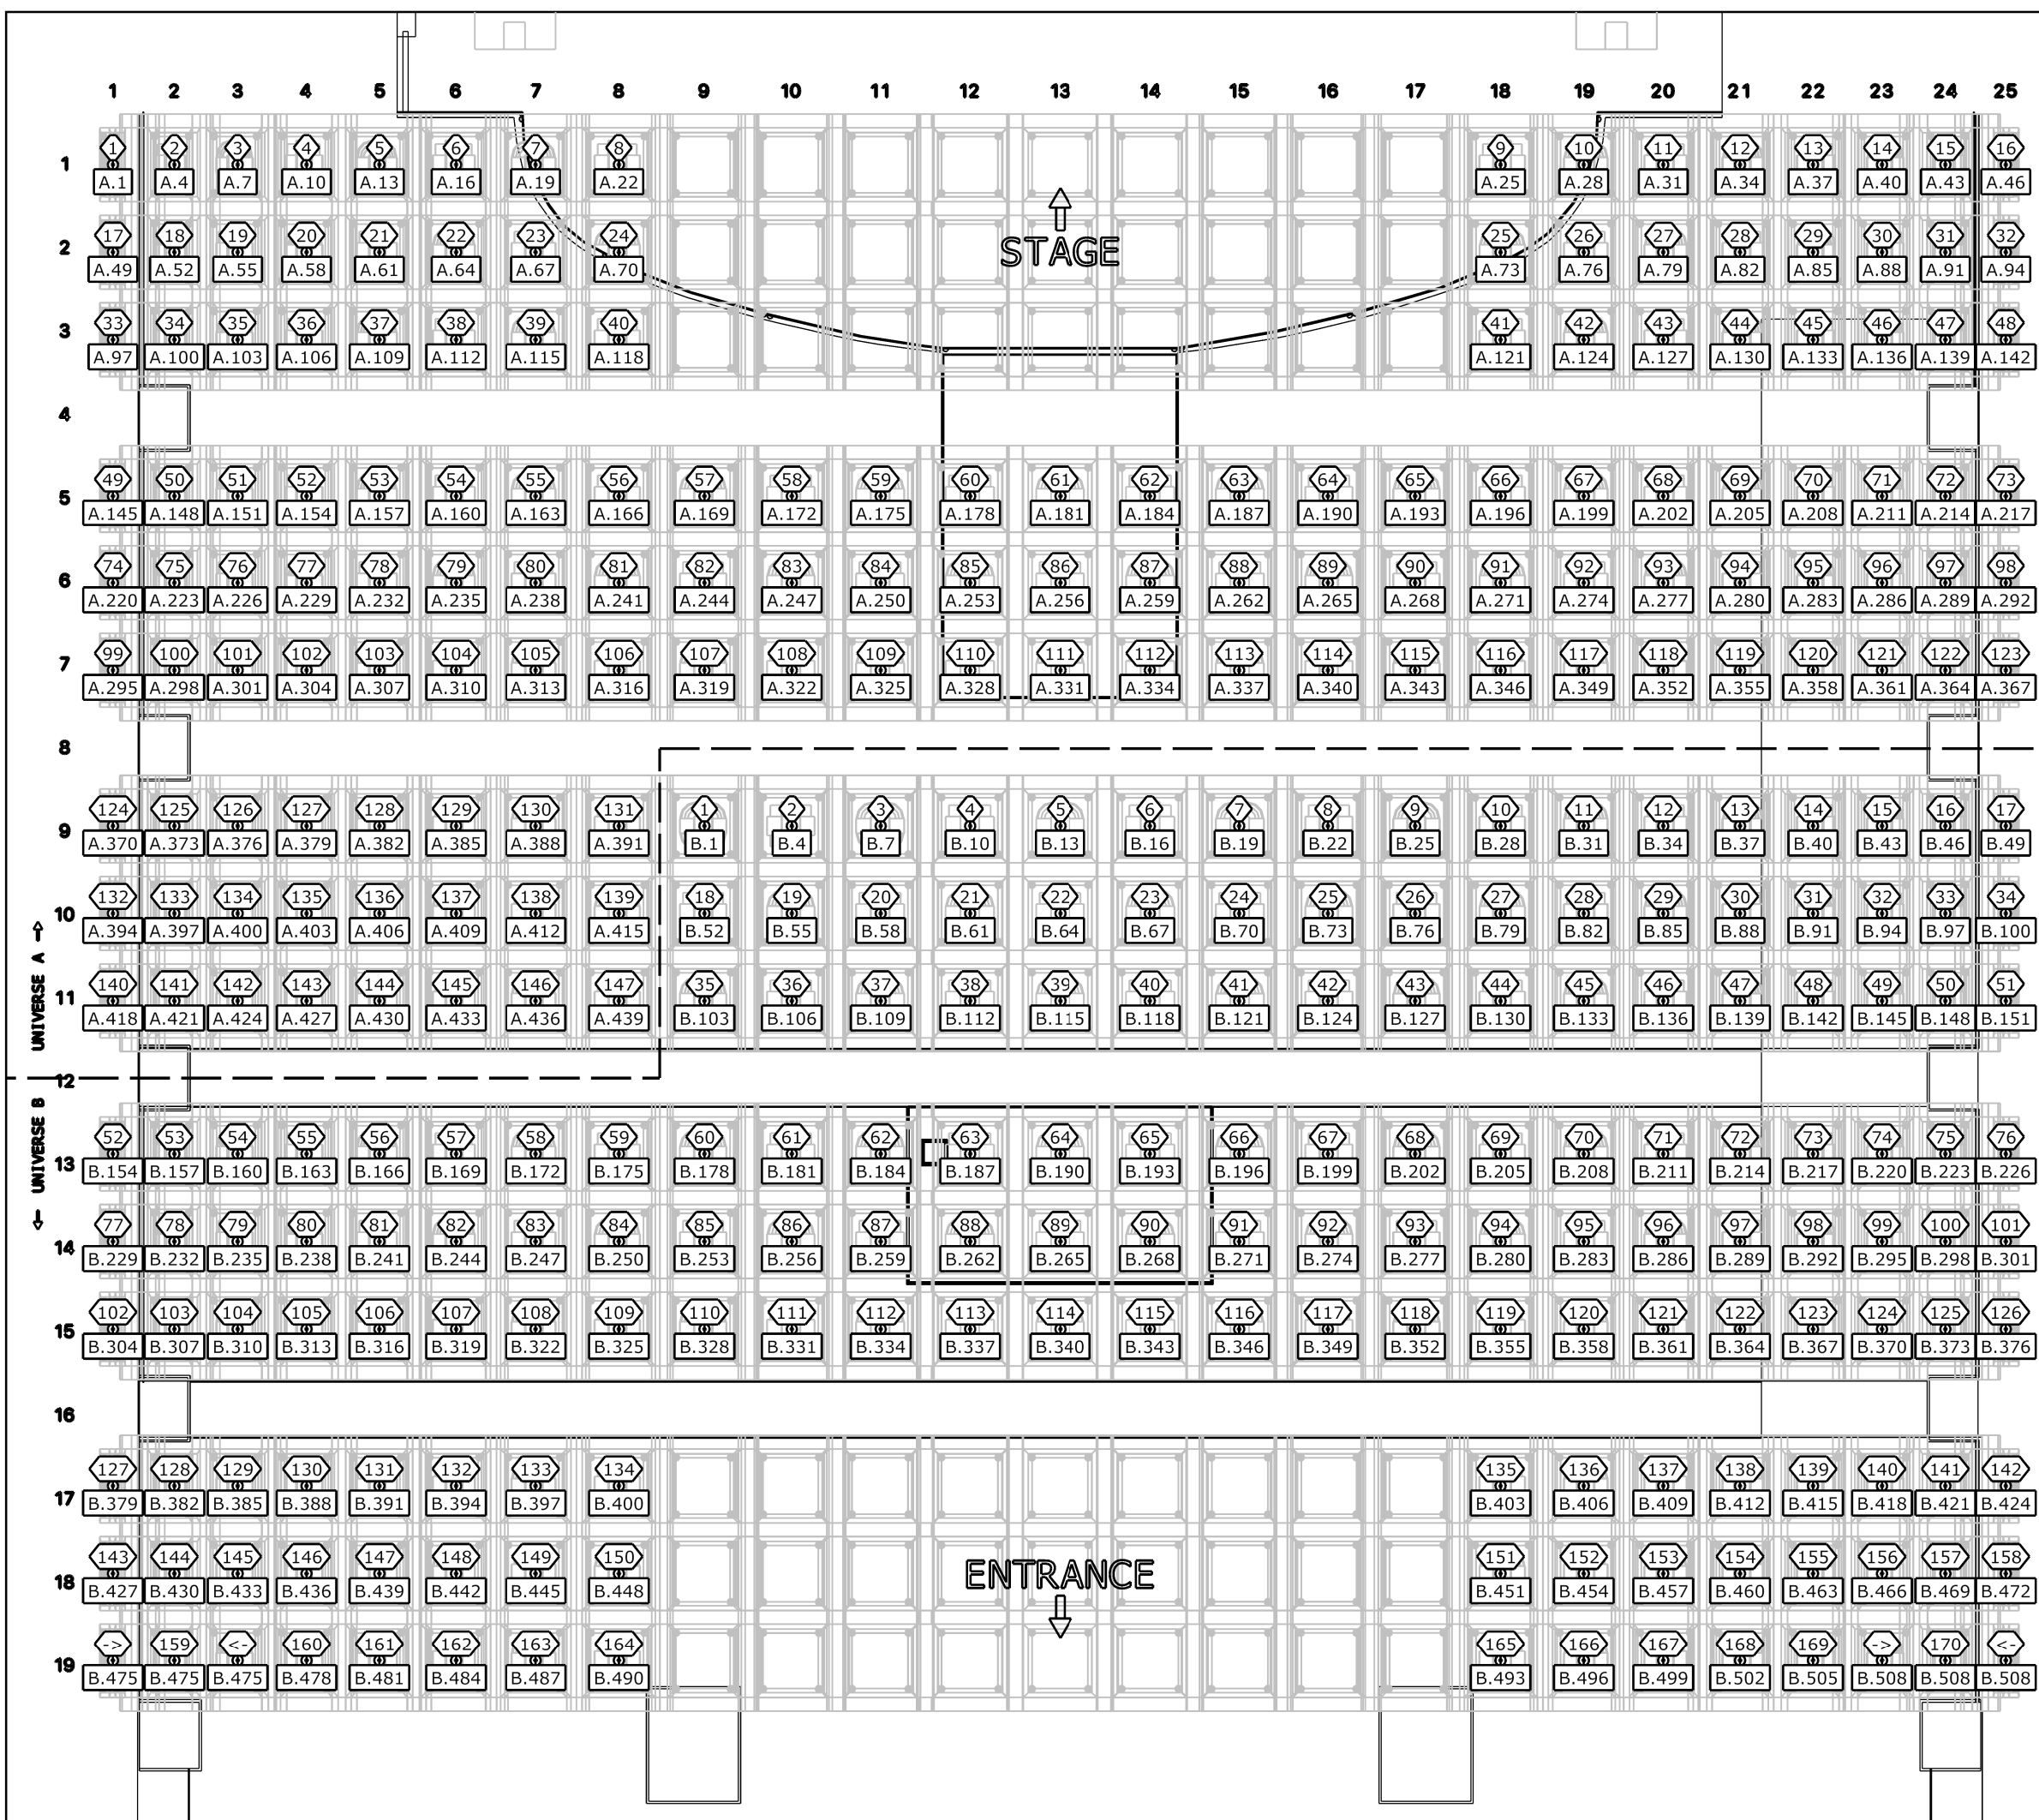 1 2 3 4 5 6 7 8 9 10 11 12 13 14 15 16 17 18 19 20 21 22 23 24 25
1 2 3 4 5 6 7 8 9 10 11 12 13 14 15 16
1
A.1 A.4 A.7 A.10 A.13 A.16 A.19 A.22 A.25 A.28 A.31 A.34 A.37 A.40 A.43 A.46
17 18 19 20 21 22 23 24 25 26 27 28 29 30 31 32
2
STAGE
A.49 A.52 A.55 A.58 A.61 A.64 A.67 A.70 A.73 A.76 A.79 A.82 A.85 A.88 A.91 A.94
33 34 35 36 37 38 39 40 41 42 43 44 45 46 47 48
3
A.97 A.100 A.103 A.106 A.109 A.112 A.115 A.118 A.121 A.124 A.127 A.130 A.133 A.136 A.139 A.142
4
49 50 51 52 53 54 55 56 57 58 59 60 61 62 63 64 65 66 67 68 69 70 71 72 73
5
A.145 A.148 A.151 A.154 A.157 A.160 A.163 A.166 A.169 A.172 A.175 A.178 A.181 A.184 A.187 A.190 A.193 A.196 A.199 A.202 A.205 A.208 A.211 A.214 A.217
74 75 76 77 78 79 80 81 82 83 84 85 86 87 88 89 90 91 92 93 94 95 96 97 98
6
A.220 A.223 A.226 A.229 A.232 A.235 A.238 A.241 A.244 A.247 A.250 A.253 A.256 A.259 A.262 A.265 A.268 A.271 A.274 A.277 A.280 A.283 A.286 A.289 A.292
99 100 101 102 103 104 105 106 107 108 109 110 111 112 113 114 115 116 117 118 119 120 121 122 123
7
A.295 A.298 A.301 A.304 A.307 A.310 A.313 A.316 A.319 A.322 A.325 A.328 A.331 A.334 A.337 A.340 A.343 A.346 A.349 A.352 A.355 A.358 A.361 A.364 A.367
8
124 125 126 127 128 129 130 131 1 2 3 4 5 6 7 8 9 10 11 12 13 14 15 16 17
9
A.370 A.373 A.376 A.379 A.382 A.385 A.388 A.391 B.1 B.4 B.7 B.10 B.13 B.16 B.19 B.22 B.25 B.28 B.31 B.34 B.37 B.40 B.43 B.46 B.49
132 133 134 135 136 137 138 139 18 19 20 21 22 23 24 25 26 27 28 29 30 31 32 33 34
10
A.394 A.397 A.400 A.403 A.406 A.409 A.412 A.415 B.52 B.55 B.58 B.61 B.64 B.67 B.70 B.73 B.76 B.79 B.82 B.85 B.88 B.91 B.94 B.97 B.100
UNIVERSE A ->
140 141 142 143 144 145 146 147 35 36 37 38 39 40 41 42 43 44 45 46 47 48 49 50 51
11
A.418 A.421 A.424 A.427 A.430 A.433 A.436 A.439 B.103 B.106 B.109 B.112 B.115 B.118 B.121 B.124 B.127 B.130 B.133 B.136 B.139 B.142 B.145 B.148 B.151
12
<- UNIVERSE B
52 53 54 55 56 57 58 59 60 61 62 63 64 65 66 67 68 69 70 71 72 73 74 75 76
13
B.154 B.157 B.160 B.163 B.166 B.169 B.172 B.175 B.178 B.181 B.184 B.187 B.190 B.193 B.196 B.199 B.202 B.205 B.208 B.211 B.214 B.217 B.220 B.223 B.226
77 78 79 80 81 82 83 84 85 86 87 88 89 90 91 92 93 94 95 96 97 98 99 100 101
14
B.229 B.232 B.235 B.238 B.241 B.244 B.247 B.250 B.253 B.256 B.259 B.262 B.265 B.268 B.271 B.274 B.277 B.280 B.283 B.286 B.289 B.292 B.295 B.298 B.301
102 103 104 105 106 107 108 109 110 111 112 113 114 115 116 117 118 119 120 121 122 123 124 125 126
15
B.304 B.307 B.310 B.313 B.316 B.319 B.322 B.325 B.328 B.331 B.334 B.337 B.340 B.343 B.346 B.349 B.352 B.355 B.358 B.361 B.364 B.367 B.370 B.373 B.376
16
127 128 129 130 131 132 133 134 135 136 137 138 139 140 141 142
17
B.379 B.382 B.385 B.388 B.391 B.394 B.397 B.400 B.403 B.406 B.409 B.412 B.415 B.418 B.421 B.424
143 144 145 146 147 148 149 150 151 152 153 154 155 156 157 158
18
ENTRANCE
B.427 B.430 B.433 B.436 B.439 B.442 B.445 B.448 B.451 B.454 B.457 B.460 B.463 B.466 B.469 B.472
-> 159 <- 160 161 162 163 164 165 166 167 168 169 -> 170 <-
19
B.475 B.475 B.475 B.478 B.481 B.484 B.487 B.490 B.493 B.496 B.499 B.502 B.505 B.508 B.508 B.508